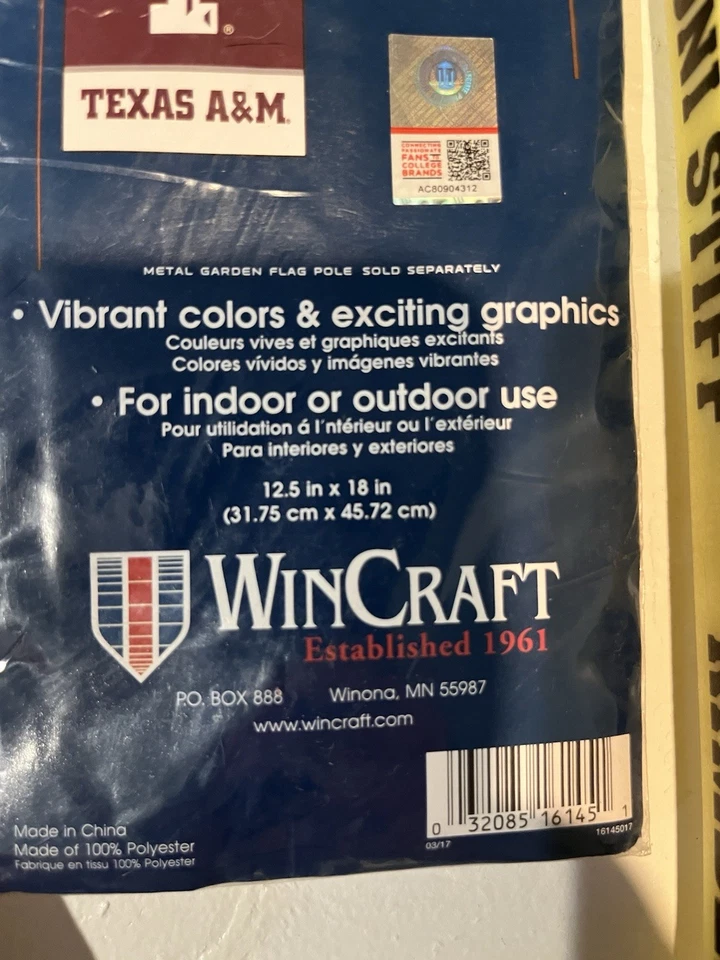 ®
TEXAS A&M.
CONNECTING
PASSIONATE
FANS TO
COLLEGE
BRANDS
AC80904312
METAL GARDEN FLAG POLE SOLD SEPARATELY
• Vibrant colors & exciting graphics
Couleurs vives et graphiques excitants
Colores vívidos y imágenes vibrantes
• For indoor or outdoor use
Pour utilidation á l'ntérieur ou l'extérieur
Para interiores y exteriores
12.5 in x 18 in
(31.75 cm x 45.72 cm)
WINCRAFT
Established 1961
P.O. BOX 888 Winona, MN 55987
www.wincraft.com
Made in China
Made of 100% Polyester
Fabrique en tissu 100% Polyester
0 32085 16145 1
03/17 16145017